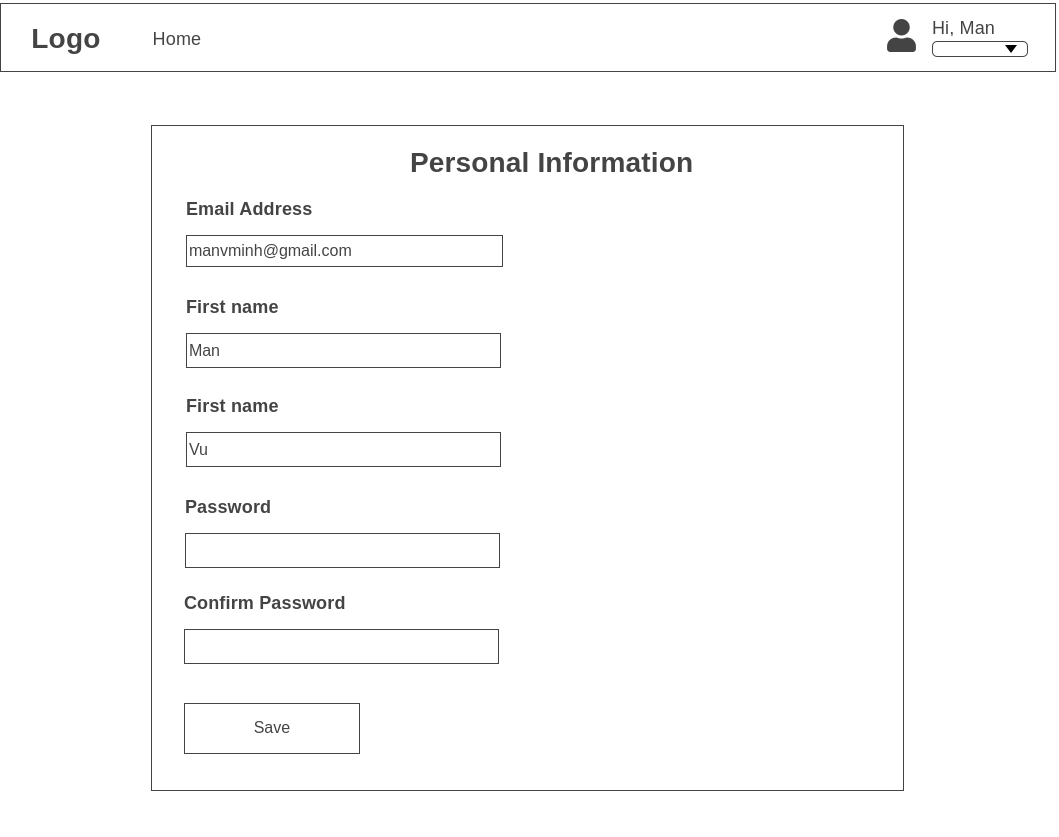 Logo
Home
Hi, Man
Personal Information
Email Address
manvminh@gmail.com
First name
Man
First name
Vu
Password
Confirm Password
Save